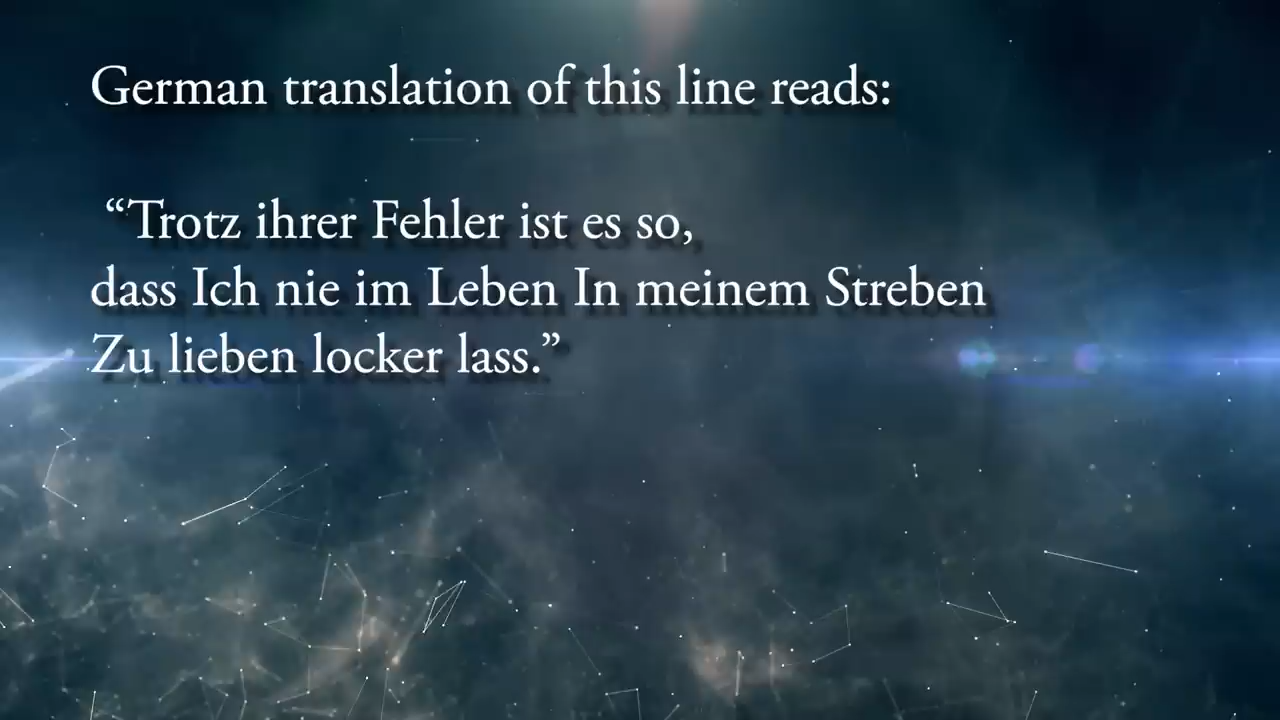 German translation of this line reads:
“Trotz ihrer Fehler ist es so,
dass Ich nie im Leben In meinem Streben
Zu lieben locker lass.”